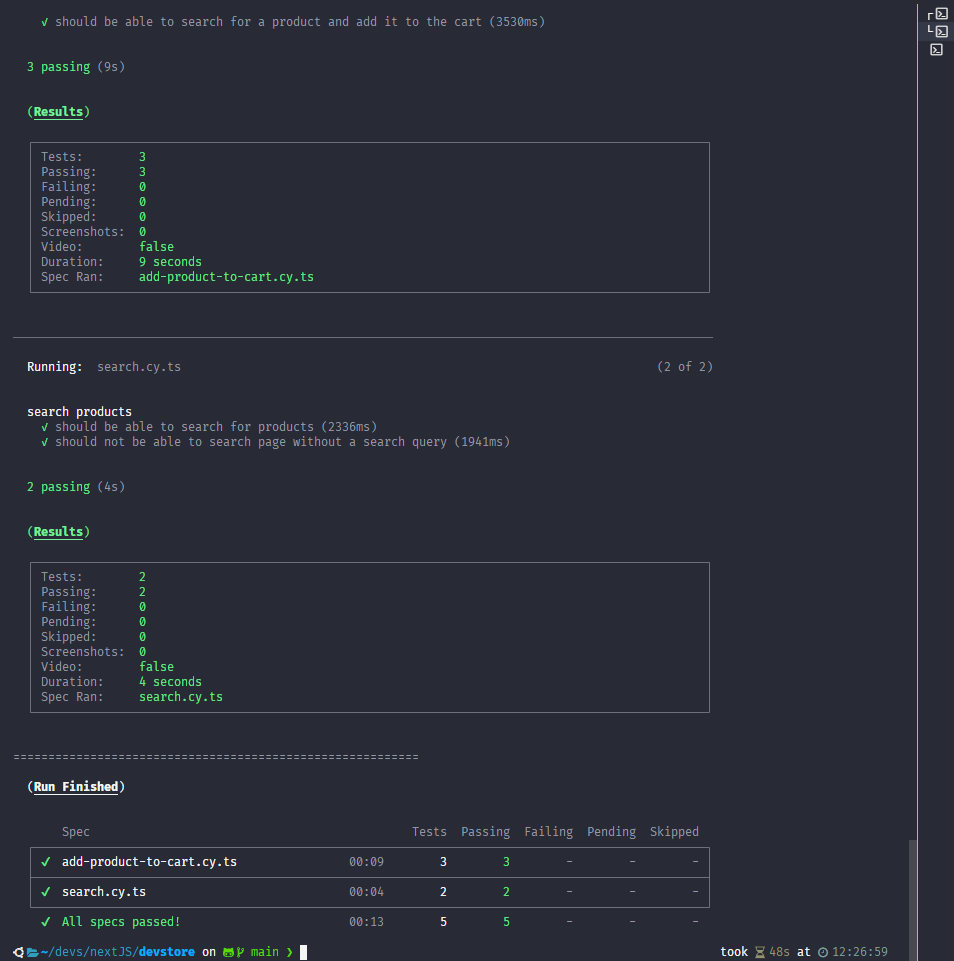 ✓ should be able to search for a product and add it to the cart (3530ms)
3 passing (9s)
(Results)
Tests: 3
Passing: 3
Failing: 0
Pending: 0
Skipped: 0
Screenshots: 0
Video: false
Duration: 9 seconds
Spec Ran: add-product-to-cart.cy.ts
Running: search.cy.ts (2 of 2)
search products
✓ should be able to search for products (2336ms)
✓ should not be able to search page without a search query (1941ms)
2 passing (4s)
(Results)
Tests: 2
Passing: 2
Failing: 0
Pending: 0
Skipped: 0
Screenshots: 0
Video: false
Duration: 4 seconds
Spec Ran: search.cy.ts
==========================================================
(Run Finished)
Spec Tests Passing Failing Pending Skipped
✓ add-product-to-cart.cy.ts 00:09 3 3 - - -
✓ search.cy.ts 00:04 2 2 - - -
✓ All specs passed! 00:13 5 5 - - -
~/devs/nextJS/devstore on main ❯ took 48s at 12:26:59